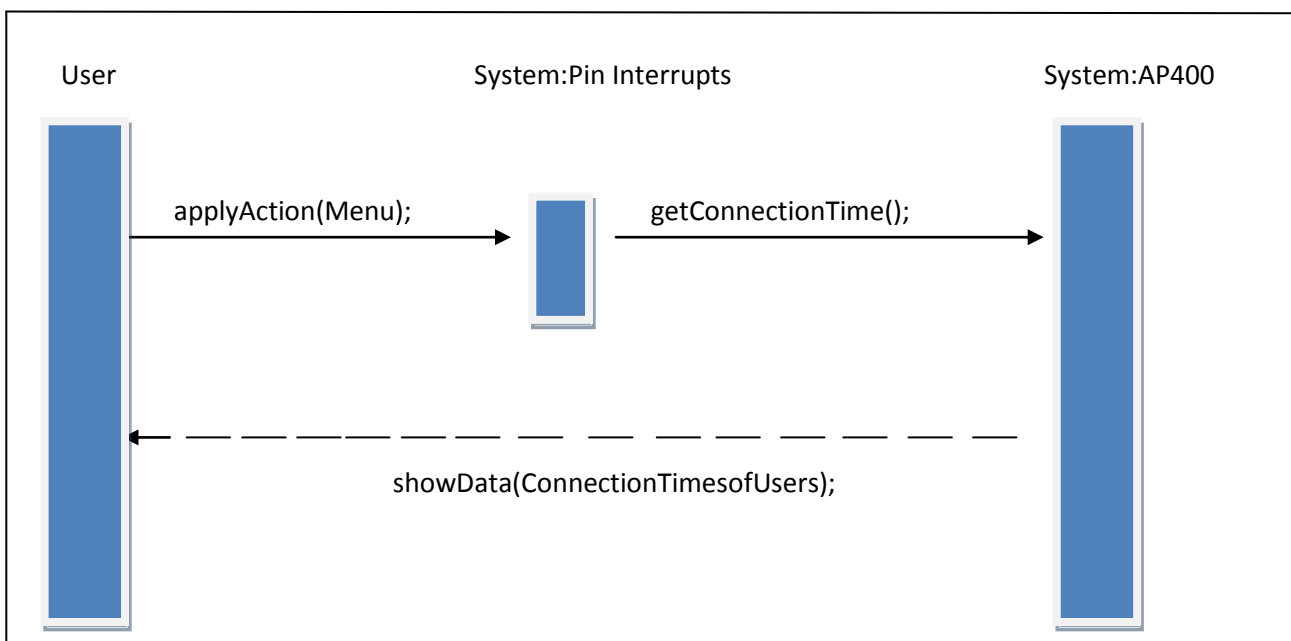 User
System:Pin Interrupts
System:AP400
applyAction(Menu);
getConnectionTime();
showData(ConnectionTimesofUsers);